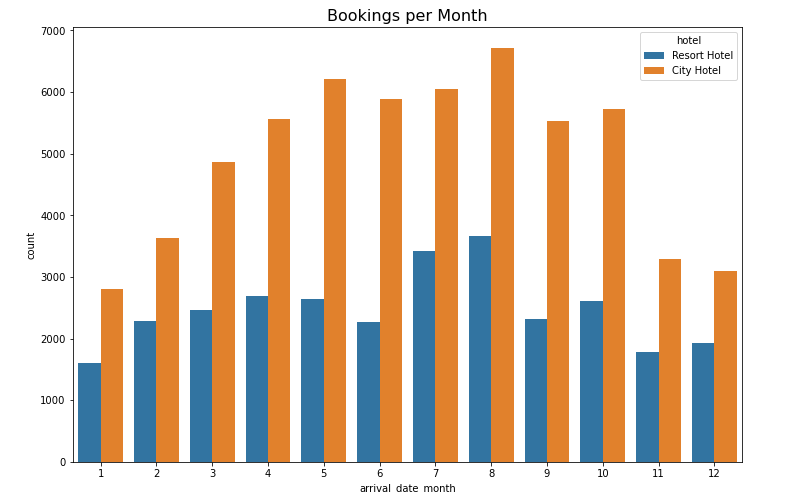 Bookings per Month
hotel
Resort Hotel
City Hotel
7000
6000
5000
4000
3000
2000
1000
0
count
1 2 3 4 5 6 7 8 9 10 11 12
arrival_date_month